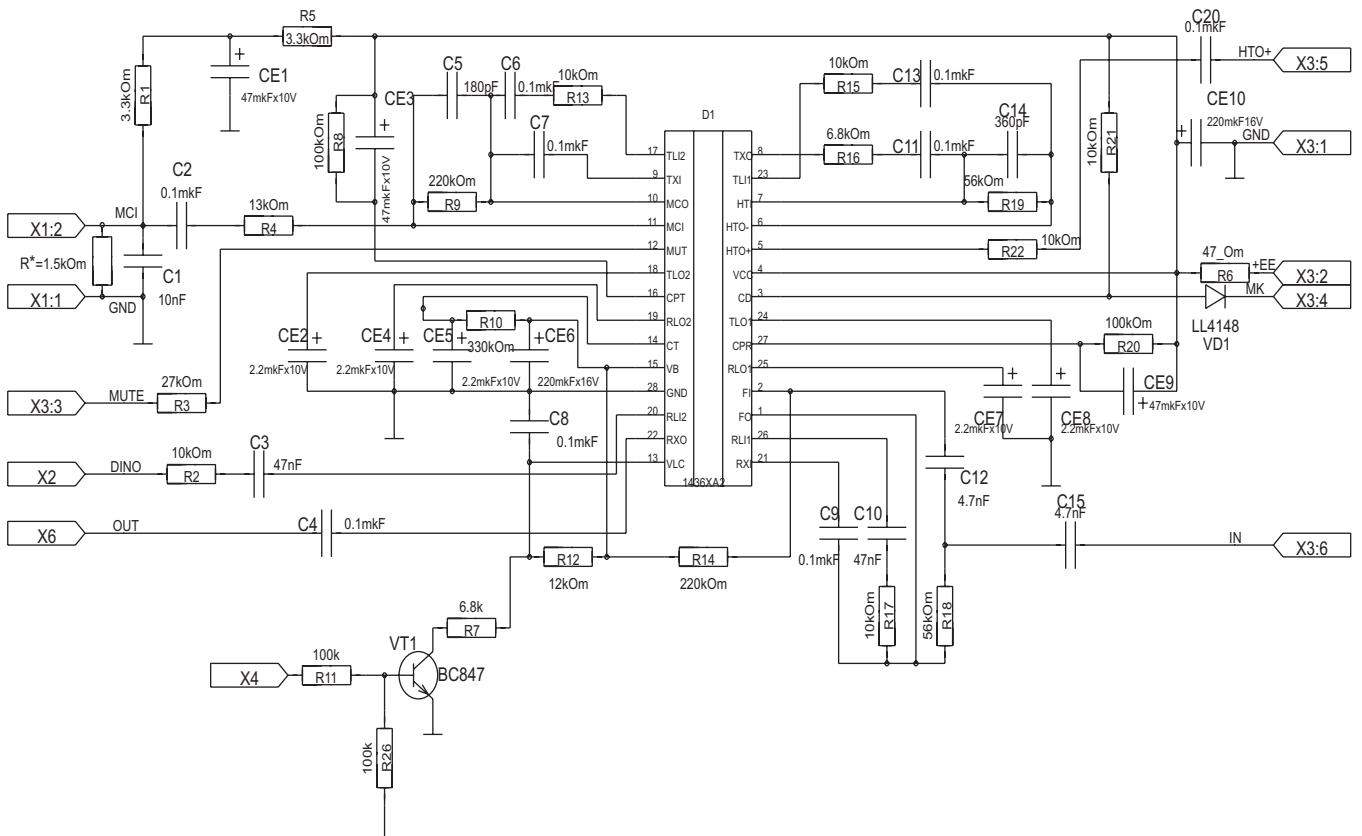 R5
3.3kOm
C20
0.1mkF
HTO+
X3:5
CE1
47mkFx10V
3.3kOm
R1
C5
180pF
C6
0.1mkF
10kOm
R13
10kOm
R15
C13
0.1mkF
CE3
C14
360pF
CE10
220mkF16V
GND
X3:1
D1
100kOm
R8
47mkFx10V
C7
0.1mkF
6.8kOm
R16
C11
0.1mkF
10kOm
R21
C2
0.1mkF
220kOm
R9
56kOm
R19
17 TLI2
9 TXI
10 MCO
11 MCI
12 MUT
18 TLO2
16 CPT
19 RLO2
14 CT
15 VB
28 GND
20 RLI2
22 RXO
13 VLC
TXO 8
TLI1 23
HTI 7
HTO- 6
HTO+ 5
VCC 4
CD 3
TLO1 24
CPR 27
RLO1 25
FI 2
FO 1
RLI1 26
RXI 21
1436XA2
X1:2
MCI
13kOm
R4
R*=1.5kOm
C1
10nF
X1:1
GND
R22
10kOm
47_Om
R6
+EE
X3:2
MK
X3:4
LL4148
VD1
100kOm
R20
CE9
47mkFx10V
CE2
2.2mkFx10V
CE4
2.2mkFx10V
CE5
2.2mkFx10V
R10
330kOm
CE6
220mkFx16V
CE7
2.2mkFx10V
CE8
2.2mkFx10V
X3:3
MUTE
27kOm
R3
C8
0.1mkF
X2
DINO
10kOm
R2
C3
47nF
C12
4.7nF
X6
OUT
C4
0.1mkF
C9
0.1mkF
C10
47nF
C15
4.7nF
IN
X3:6
R12
12kOm
R14
220kOm
10kOm
R17
56kOm
R18
6.8k
R7
VT1
BC847
X4
100k
R11
100k
R26